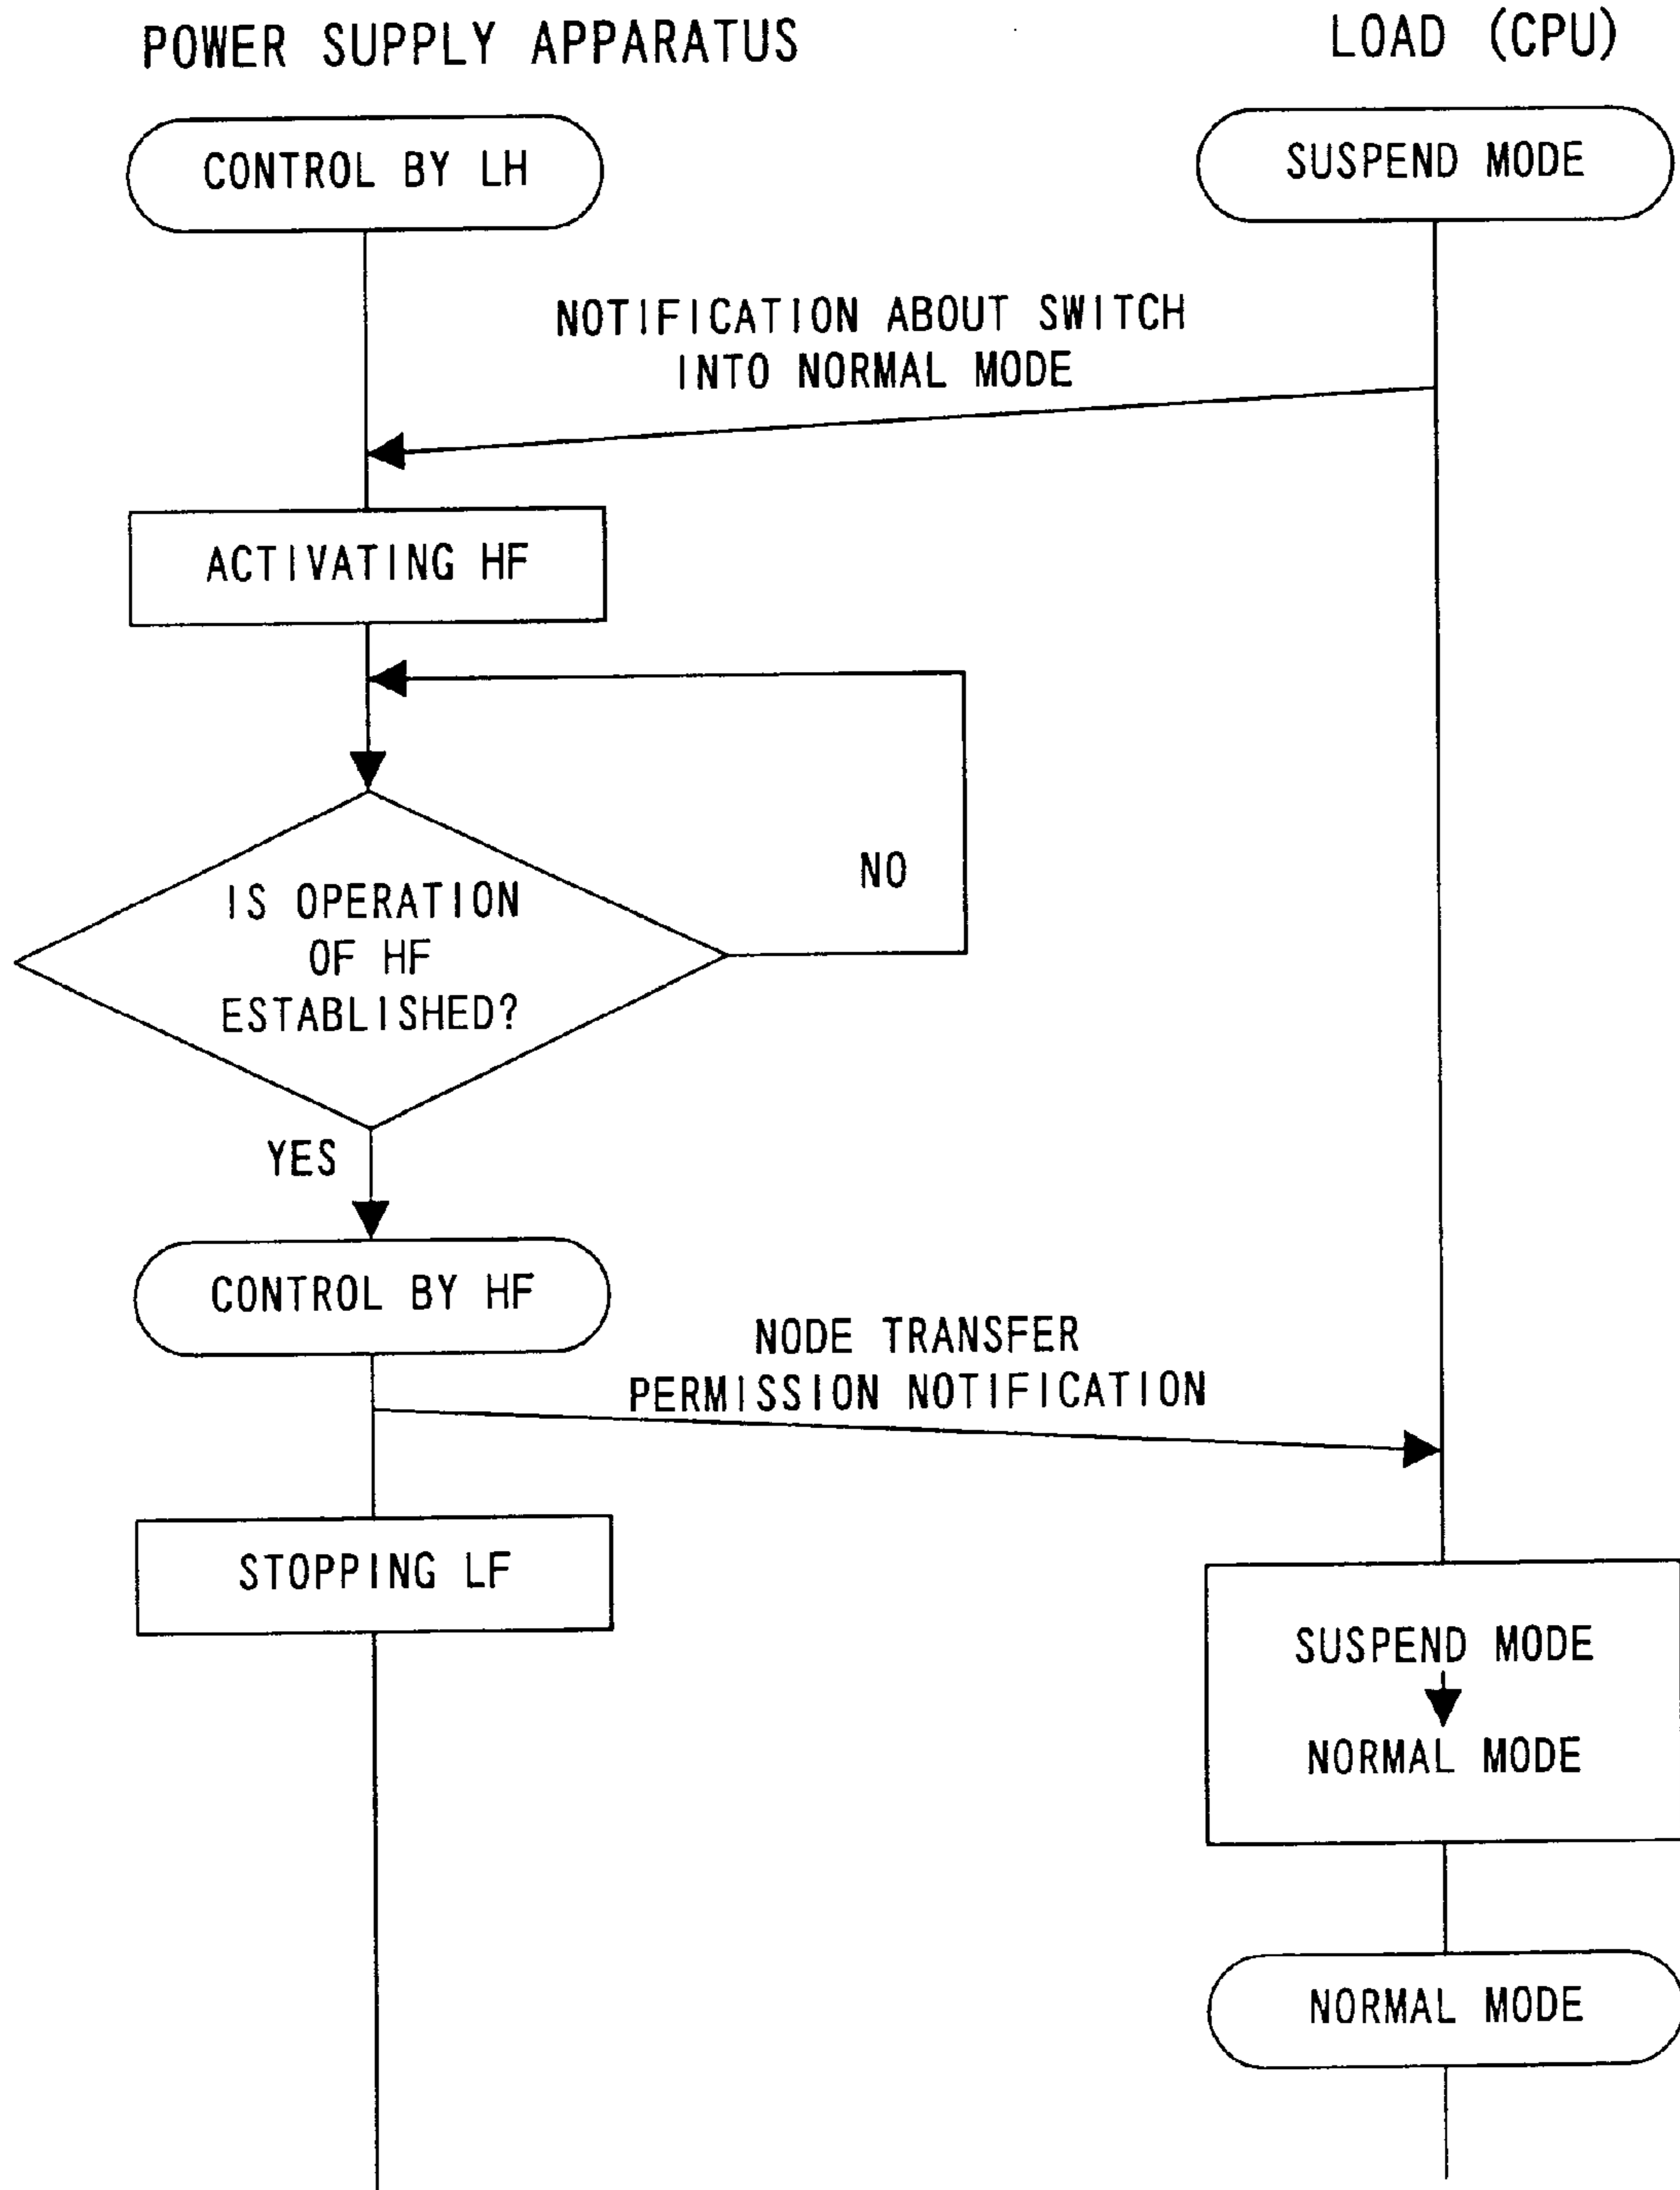 POWER SUPPLY APPARATUS
LOAD (CPU)
CONTROL BY LH
SUSPEND MODE
NOTIFICATION ABOUT SWITCH
INTO NORMAL MODE
ACTIVATING HF
NO
IS OPERATION
OF HF
ESTABLISHED?
YES
CONTROL BY HF
NODE TRANSFER
PERMISSION NOTIFICATION
STOPPING LF
SUSPEND MODE
NORMAL MODE
NORMAL MODE